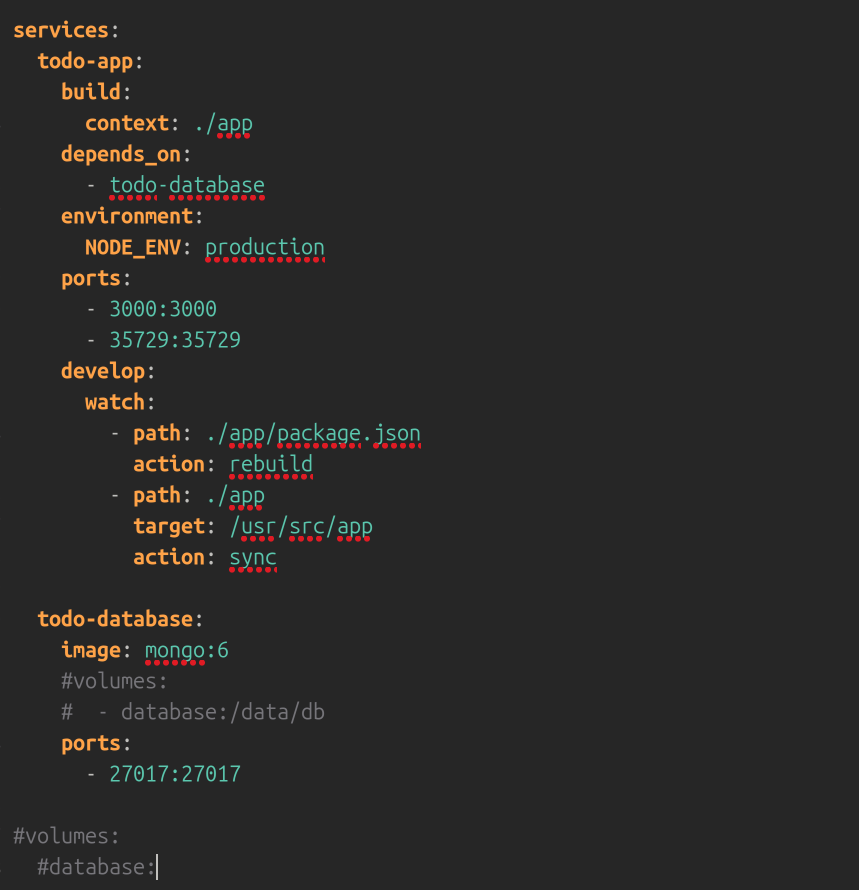 services:
  todo-app:
    build:
      context: ./app
    depends_on:
      - todo-database
    environment:
      NODE_ENV: production
    ports:
      - 3000:3000
      - 35729:35729
    develop:
      watch:
        - path: ./app/package.json
          action: rebuild
        - path: ./app
          target: /usr/src/app
          action: sync

  todo-database:
    image: mongo:6
    #volumes:
    #  - database:/data/db
    ports:
      - 27017:27017

#volumes:
  #database: